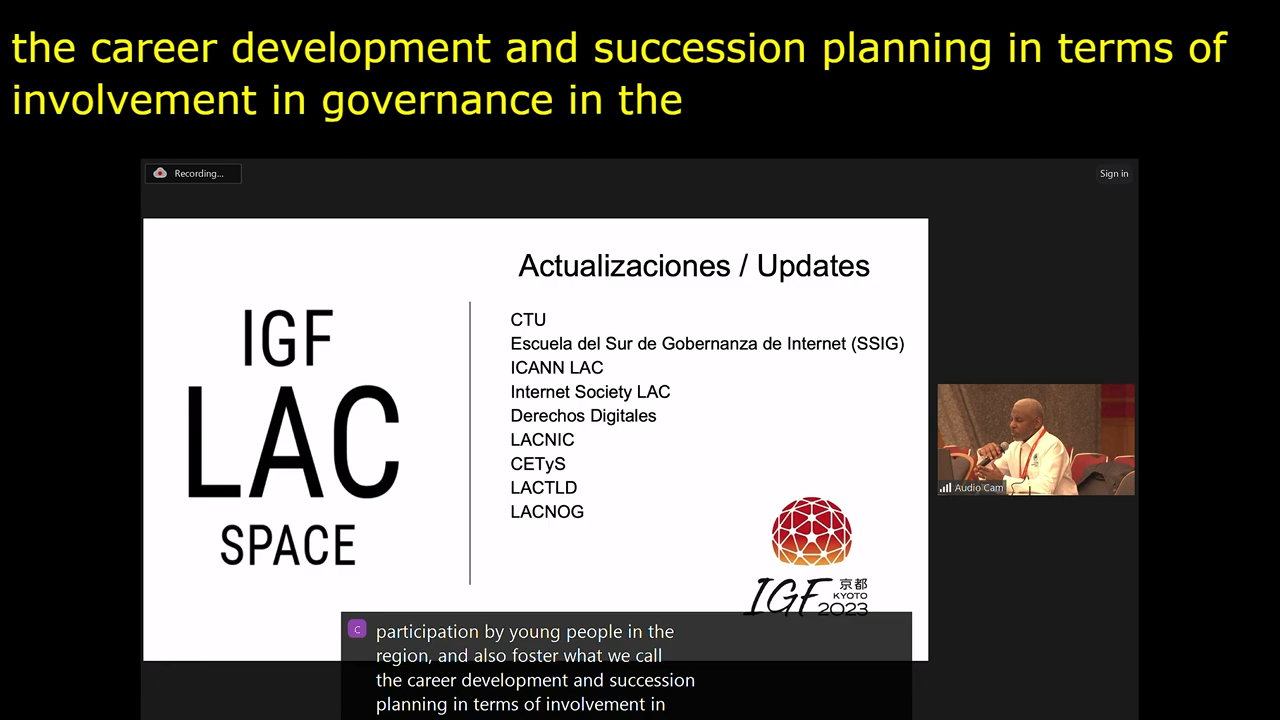 the career development and succession planning in terms of
involvement in governance in the
Recording...
Sign in
Actualizaciones / Updates
IGF
LAC
SPACE
CTU
Escuela del Sur de Gobernanza de Internet (SSIG)
ICANN LAC
Internet Society LAC
Derechos Digitales
LACNIC
CETyS
LACTLD
LACNOG
Audio Cam
IGF 京都
KYOTO
2023
C
participation by young people in the
region, and also foster what we call
the career development and succession
planning in terms of involvement in